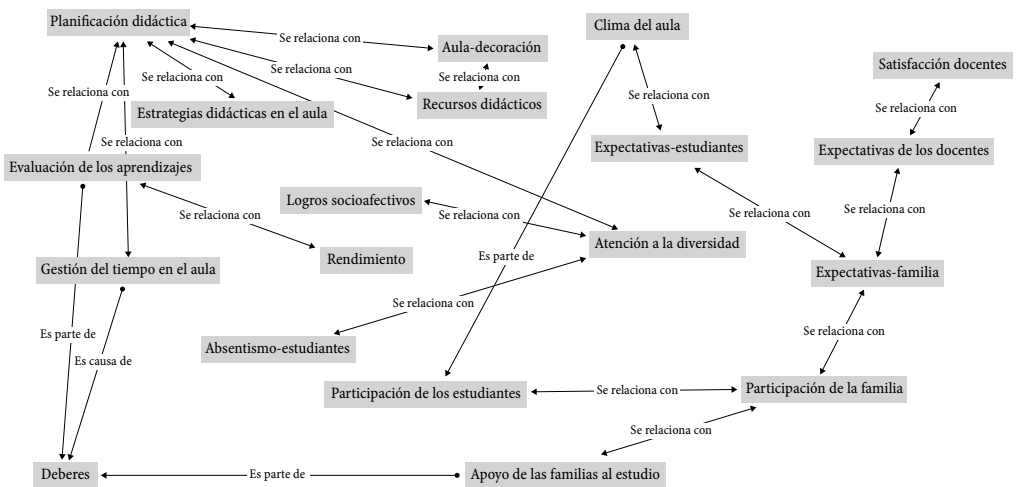 Planificación didáctica
Clima del aula
Se relaciona con
Aula-decoración
Satisfacción docentes
Se relaciona con
Se relaciona con
Se relaciona con
Se relaciona con
Se relaciona con
Recursos didácticos
Se relaciona con
Estrategias didácticas en el aula
Se relaciona con
Se relaciona con
Expectativas-estudiantes
Expectativas de los docentes
Evaluación de los aprendizajes
Logros socioafectivos
Se relaciona con
Se relaciona con
Se relaciona con
Se relaciona con
Atención a la diversidad
Es parte de
Rendimiento
Gestión del tiempo en el aula
Expectativas-familia
Se relaciona con
Se relaciona con
Es parte de
Absentismo-estudiantes
Es causa de
Participación de los estudiantes
Se relaciona con
Participación de la familia
Se relaciona con
Deberes
Es parte de
Apoyo de las familias al estudio